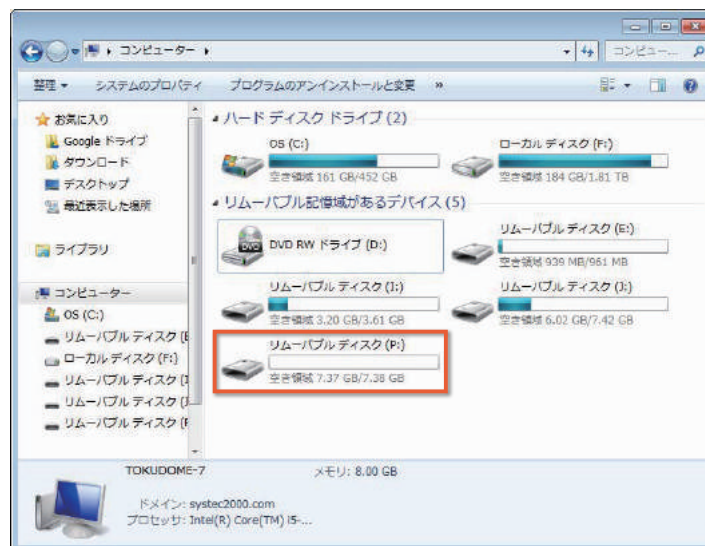 コンピューター
コンピュー...
整理
システムのプロパティ
プログラムのアンインストールと変更
»
お気に入り
Google ドライブ
ダウンロード
デスクトップ
最近表示した場所
ライブラリ
コンピューター
OS (C:)
リムーバブル ディスク (E
ローカル ディスク (F:)
リムーバブル ディスク (I
リムーバブル ディスク (J
リムーバブル ディスク (F
ハード ディスク ドライブ (2)
OS (C:)
空き領域 161 GB/452 GB
ローカル ディスク (F:)
空き領域 184 GB/1.81 TB
リムーバブル記憶域があるデバイス (5)
DVD RW ドライブ (D:)
リムーバブル ディスク (E:)
空き領域 939 MB/961 MB
リムーバブル ディスク (I:)
空き領域 3.20 GB/3.61 GB
リムーバブル ディスク (J:)
空き領域 6.02 GB/7.42 GB
リムーバブル ディスク (P:)
空き領域 7.37 GB/7.38 GB
TOKUDOME-7
メモリ: 8.00 GB
ドメイン: systec2000.com
プロセッサ: Intel(R) Core(TM) i5-...